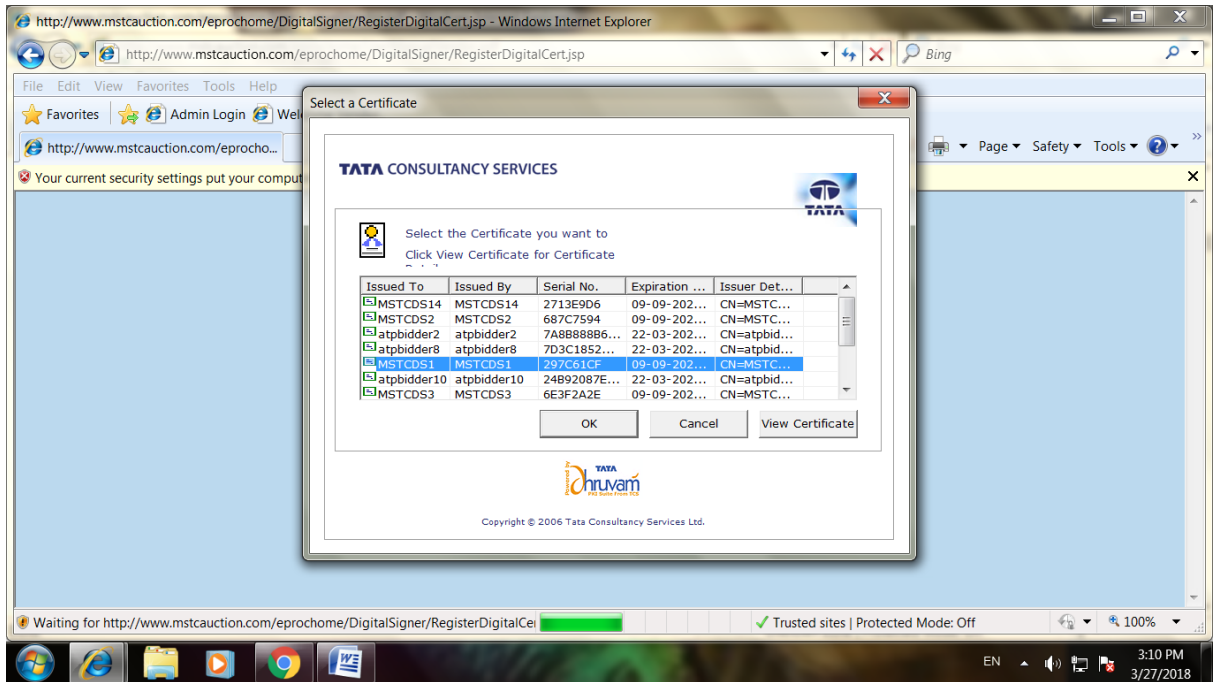 http://www.mstcauction.com/eprochome/DigitalSigner/RegisterDigitalCert.jsp - Windows Internet Explorer
http://www.mstcauction.com/eprochome/DigitalSigner/RegisterDigitalCert.jsp Bing
File Edit View Favorites Tools Help
Favorites Admin Login Wel
http://www.mstcauction.com/eprocho... Page Safety Tools
Your current security settings put your comput
Select a Certificate
TATA CONSULTANCY SERVICES
TATA
Select the Certificate you want to
Click View Certificate for Certificate
Issued To Issued By Serial No. Expiration ... Issuer Det...
MSTCDS14 MSTCDS14 2713E9D6 09-09-202... CN=MSTC...
MSTCDS2 MSTCDS2 687C7594 09-09-202... CN=MSTC...
atpbidder2 atpbidder2 7A8B888B6... 22-03-202... CN=atpbid...
atpbidder8 atpbidder8 7D3C1852... 22-03-202... CN=atpbid...
MSTCDS1 MSTCDS1 297C61CF 09-09-202... CN=MSTC...
atpbidder10 atpbidder10 24B92087E... 22-03-202... CN=atpbid...
MSTCDS3 MSTCDS3 6E3F2A2E 09-09-202... CN=MSTC...
OK Cancel View Certificate
Powered by TATA
Dhruvam
PKI Suite From TCS
Copyright © 2006 Tata Consultancy Services Ltd.
Waiting for http://www.mstcauction.com/eprochome/DigitalSigner/RegisterDigitalCer Trusted sites | Protected Mode: Off 100%
EN 3:10 PM
3/27/2018